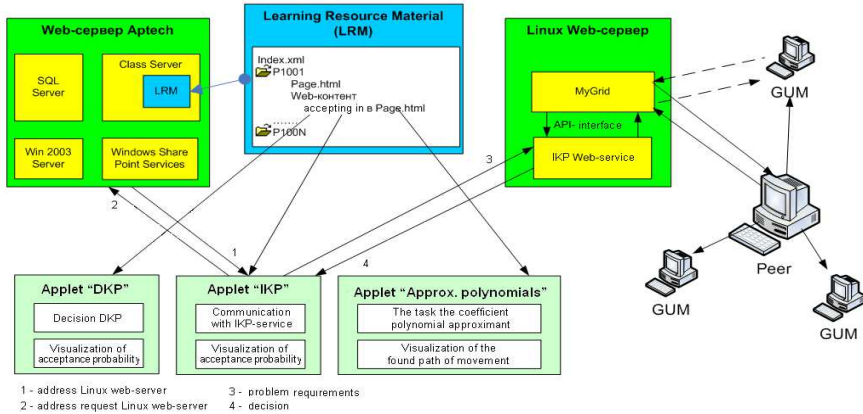 Web-сервер Aptech
SQL
Server
Class Server
LRM
Win 2003
Server
Windows Share
Point Services
Learning Resource Material
(LRM)
Index.xml
P1001
Page.html
Web-контент
accepting in в Page.html
.......
P100N
Linux Web-сервер
MyGrid
API- interface
IKP Web-service
GUM
Peer
GUM
GUM
2
1
3
4
Applet “DKP”
Decision DKP
Visualization of
acceptance probability
Applet “IKP”
Communication
with IKP-service
Visualization of
acceptance probability
Applet “Approx. polynomials”
The task the coefficient
polynomial approximant
Visualization of the
found path of movement
1 - address Linux web-server
2 - address request Linux web-server
3 - problem requirements
4 - decision